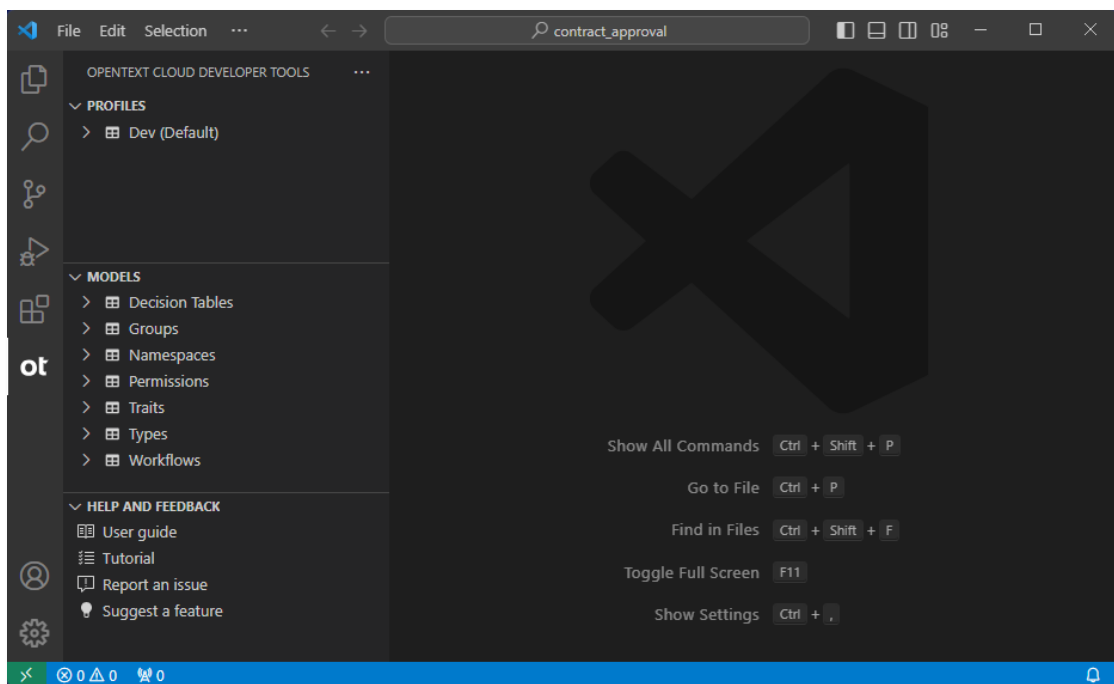 File Edit Selection ··· contract_approval
OPENTEXT CLOUD DEVELOPER TOOLS ···
PROFILES
Dev (Default)
MODELS
Decision Tables
Groups
Namespaces
Permissions
Traits
Types
Workflows
HELP AND FEEDBACK
User guide
Tutorial
Report an issue
Suggest a feature
ot
Show All Commands Ctrl + Shift + P
Go to File Ctrl + P
Find in Files Ctrl + Shift + F
Toggle Full Screen F11
Show Settings Ctrl + ,
0 0 0